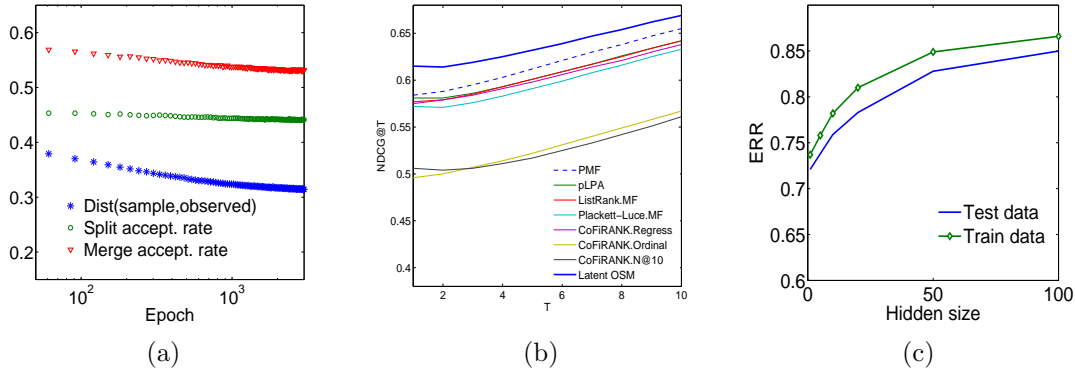 0.6
0.5
0.4
0.3
0.2
10^2
10^3
Epoch
Dist(sample,observed)
Split accept. rate
Merge accept. rate
(a)
NDCG@T
0.65
0.6
0.55
0.5
0.45
0.4
2
4
6
8
10
T
PMF
pLPA
ListRank.MF
Plackett-Luce.MF
CoFiRANK.Regress
CoFiRANK.Ordinal
CoFiRANK.N@10
Latent OSM
(b)
ERR
0.85
0.8
0.75
0.7
0.65
0.6
0
50
100
Hidden size
Test data
Train data
(c)